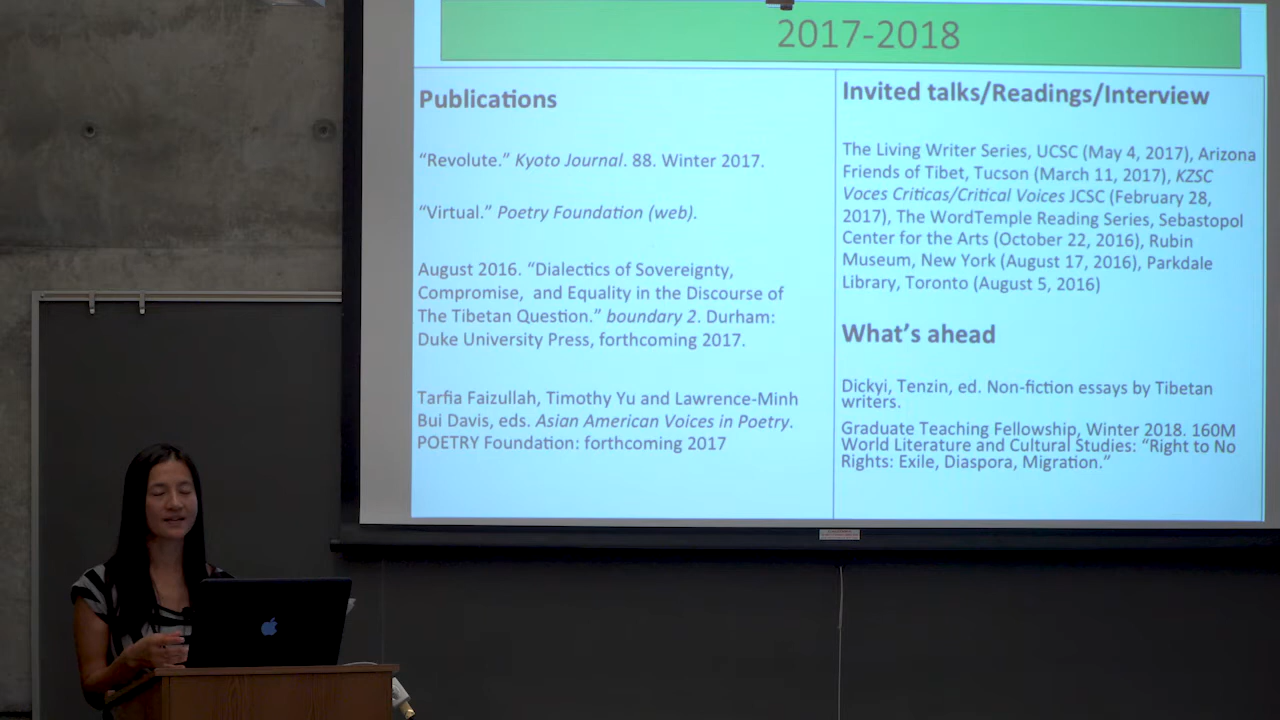 2017-2018
Publications
“Revolute.” Kyoto Journal. 88. Winter 2017.
“Virtual.” Poetry Foundation (web).
August 2016. “Dialectics of Sovereignty,
Compromise, and Equality in the Discourse of
The Tibetan Question.” boundary 2. Durham:
Duke University Press, forthcoming 2017.
Tarfia Faizullah, Timothy Yu and Lawrence-Minh
Bui Davis, eds. Asian American Voices in Poetry.
POETRY Foundation: forthcoming 2017
Invited talks/Readings/Interview
The Living Writer Series, UCSC (May 4, 2017), Arizona
Friends of Tibet, Tucson (March 11, 2017), KZSC
Voces Criticas/Critical Voices JCSC (February 28,
2017), The WordTemple Reading Series, Sebastopol
Center for the Arts (October 22, 2016), Rubin
Museum, New York (August 17, 2016), Parkdale
Library, Toronto (August 5, 2016)
What’s ahead
Dickyi, Tenzin, ed. Non-fiction essays by Tibetan
writers.
Graduate Teaching Fellowship, Winter 2018. 160M
World Literature and Cultural Studies: “Right to No
Rights: Exile, Diaspora, Migration.”